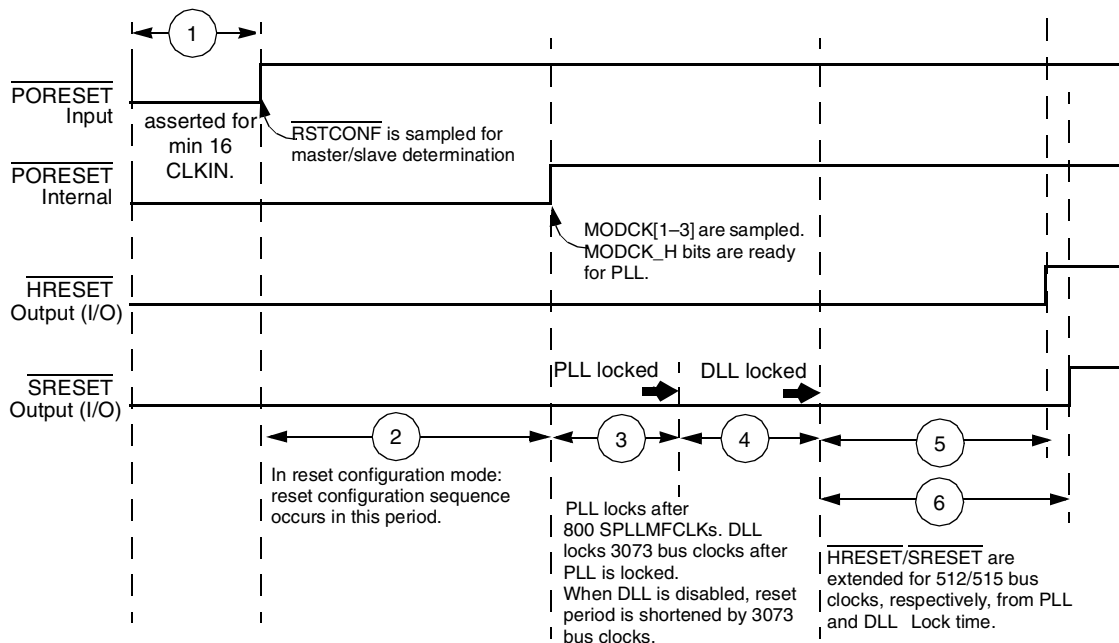 1
PORESET
Input
asserted for
min 16
CLKIN.
RSTCONF is sampled for
master/slave determination
PORESET
Internal
MODCK[1–3] are sampled.
MODCK_H bits are ready
for PLL.
HRESET
Output (I/O)
SRESET
Output (I/O)
PLL locked
DLL locked
2
3
4
5
6
In reset configuration mode:
reset configuration sequence
occurs in this period.
PLL locks after
800 SPLLMFCLKs. DLL
locks 3073 bus clocks after
PLL is locked.
When DLL is disabled, reset
period is shortened by 3073
bus clocks.
HRESET/SRESET are
extended for 512/515 bus
clocks, respectively, from PLL
and DLL Lock time.